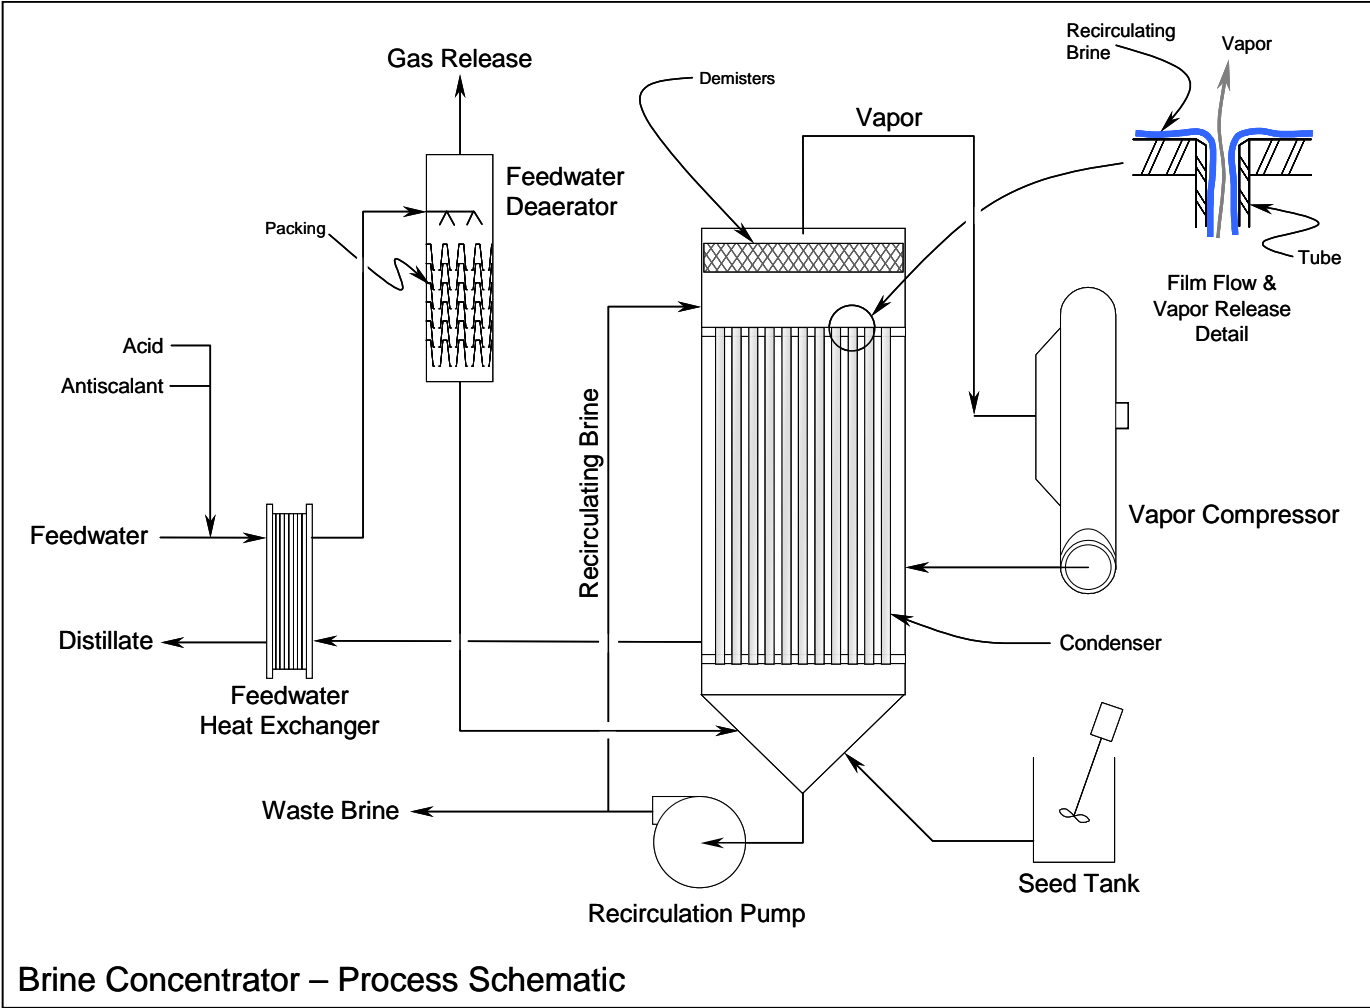 Gas Release
Demisters
Vapor
Recirculating
Brine
Vapor
Feedwater
Deaerator
Packing
Tube
Film Flow &
Vapor Release
Detail
Acid
Antiscalant
Recirculating Brine
Feedwater
Vapor Compressor
Distillate
Condenser
Feedwater
Heat Exchanger
Waste Brine
Seed Tank
Recirculation Pump
Brine Concentrator – Process Schematic